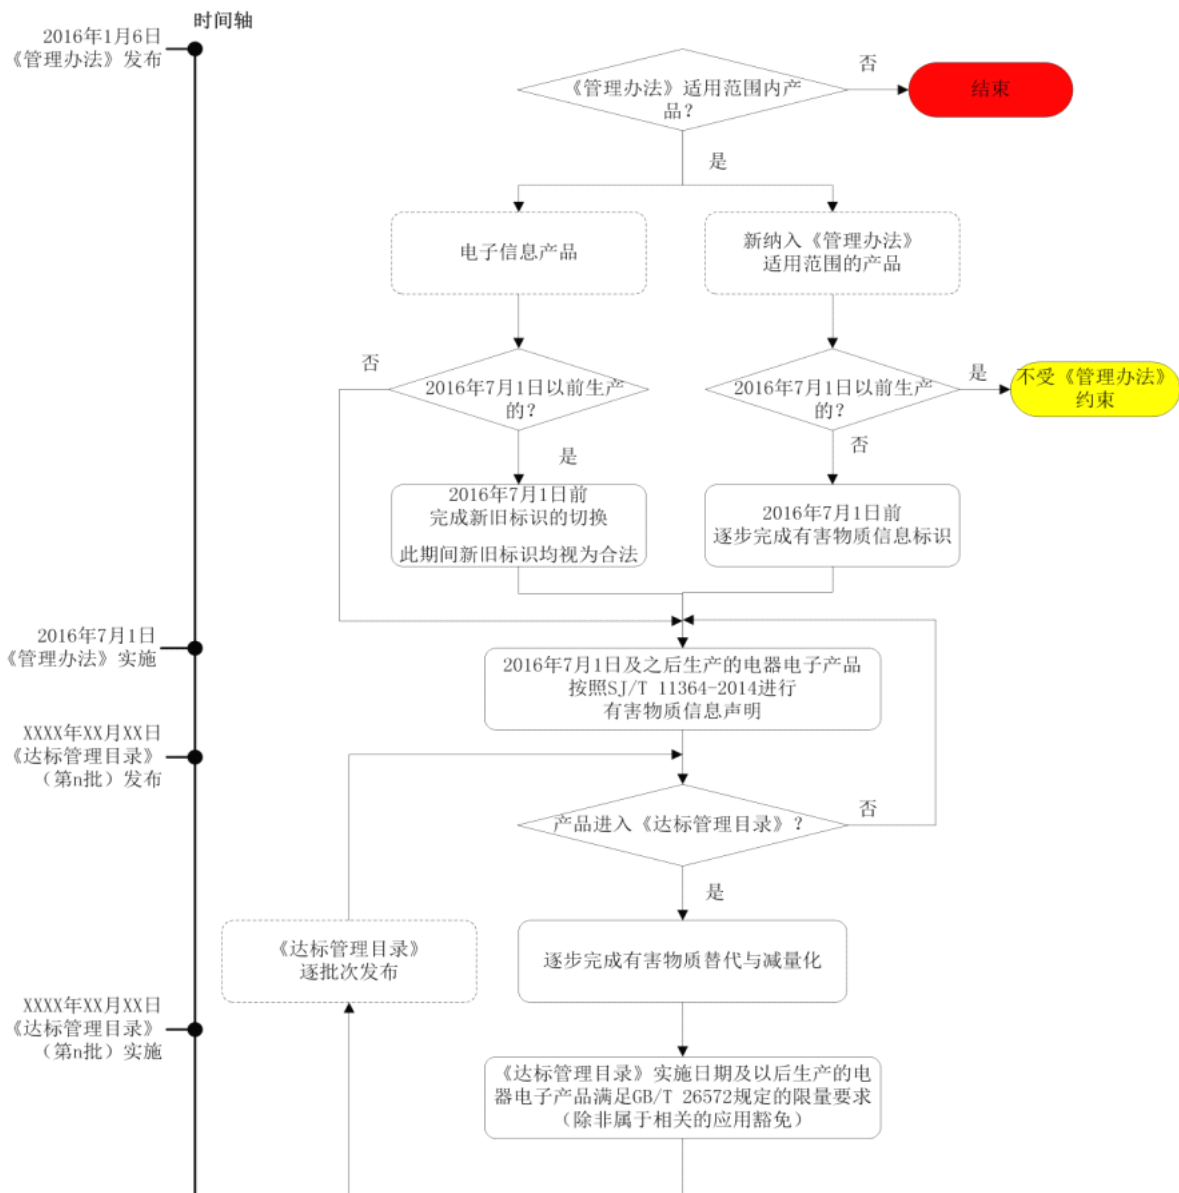 时间轴
2016年1月6日
《管理办法》发布
《管理办法》适用范围内产
品？
否
结束
是
电子信息产品
新纳入《管理办法》
适用范围的产品
否
2016年7月1日以前生产
的？
2016年7月1日以前生产
的？
是
不受《管理办法》
约束
是
否
2016年7月1日前
完成新旧标识的切换
此期间新旧标识均视为合法
2016年7月1日前
逐步完成有害物质信息标识
2016年7月1日
《管理办法》实施
2016年7月1日及之后生产的电器电子产品
按照SJ/T 11364-2014进行
有害物质信息声明
XXXX年XX月XX日
《达标管理目录》
（第n批）发布
产品进入《达标管理目录》？
否
是
《达标管理目录》
逐批次发布
逐步完成有害物质替代与减量化
XXXX年XX月XX日
《达标管理目录》
（第n批）实施
《达标管理目录》实施日期及以后生产的电
器电子产品满足GB/T 26572规定的限量要求
（除非属于相关的应用豁免）